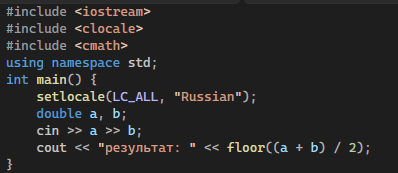 #include <iostream>
#include <clocale>
#include <cmath>
using namespace std;
int main() {
    setlocale(LC_ALL, "Russian");
    double a, b;
    cin >> a >> b;
    cout << "результат: " << floor((a + b) / 2);
}